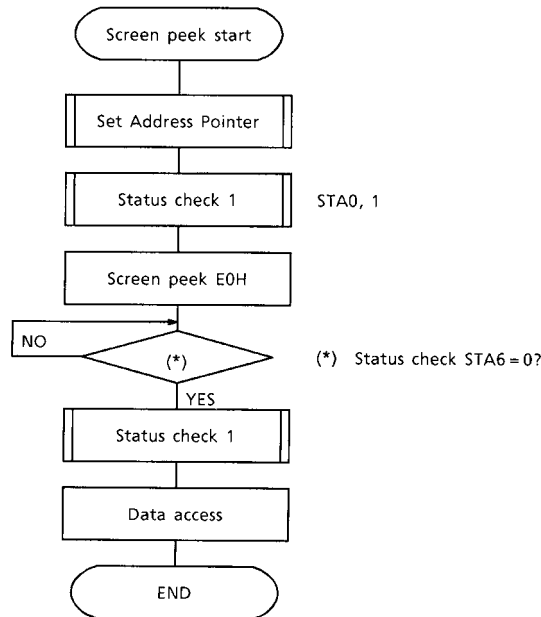 Screen peek start
Set Address Pointer
Status check 1
STA0, 1
Screen peek E0H
NO
(*)
(*) Status check STA6 = 0?
YES
Status check 1
Data access
END